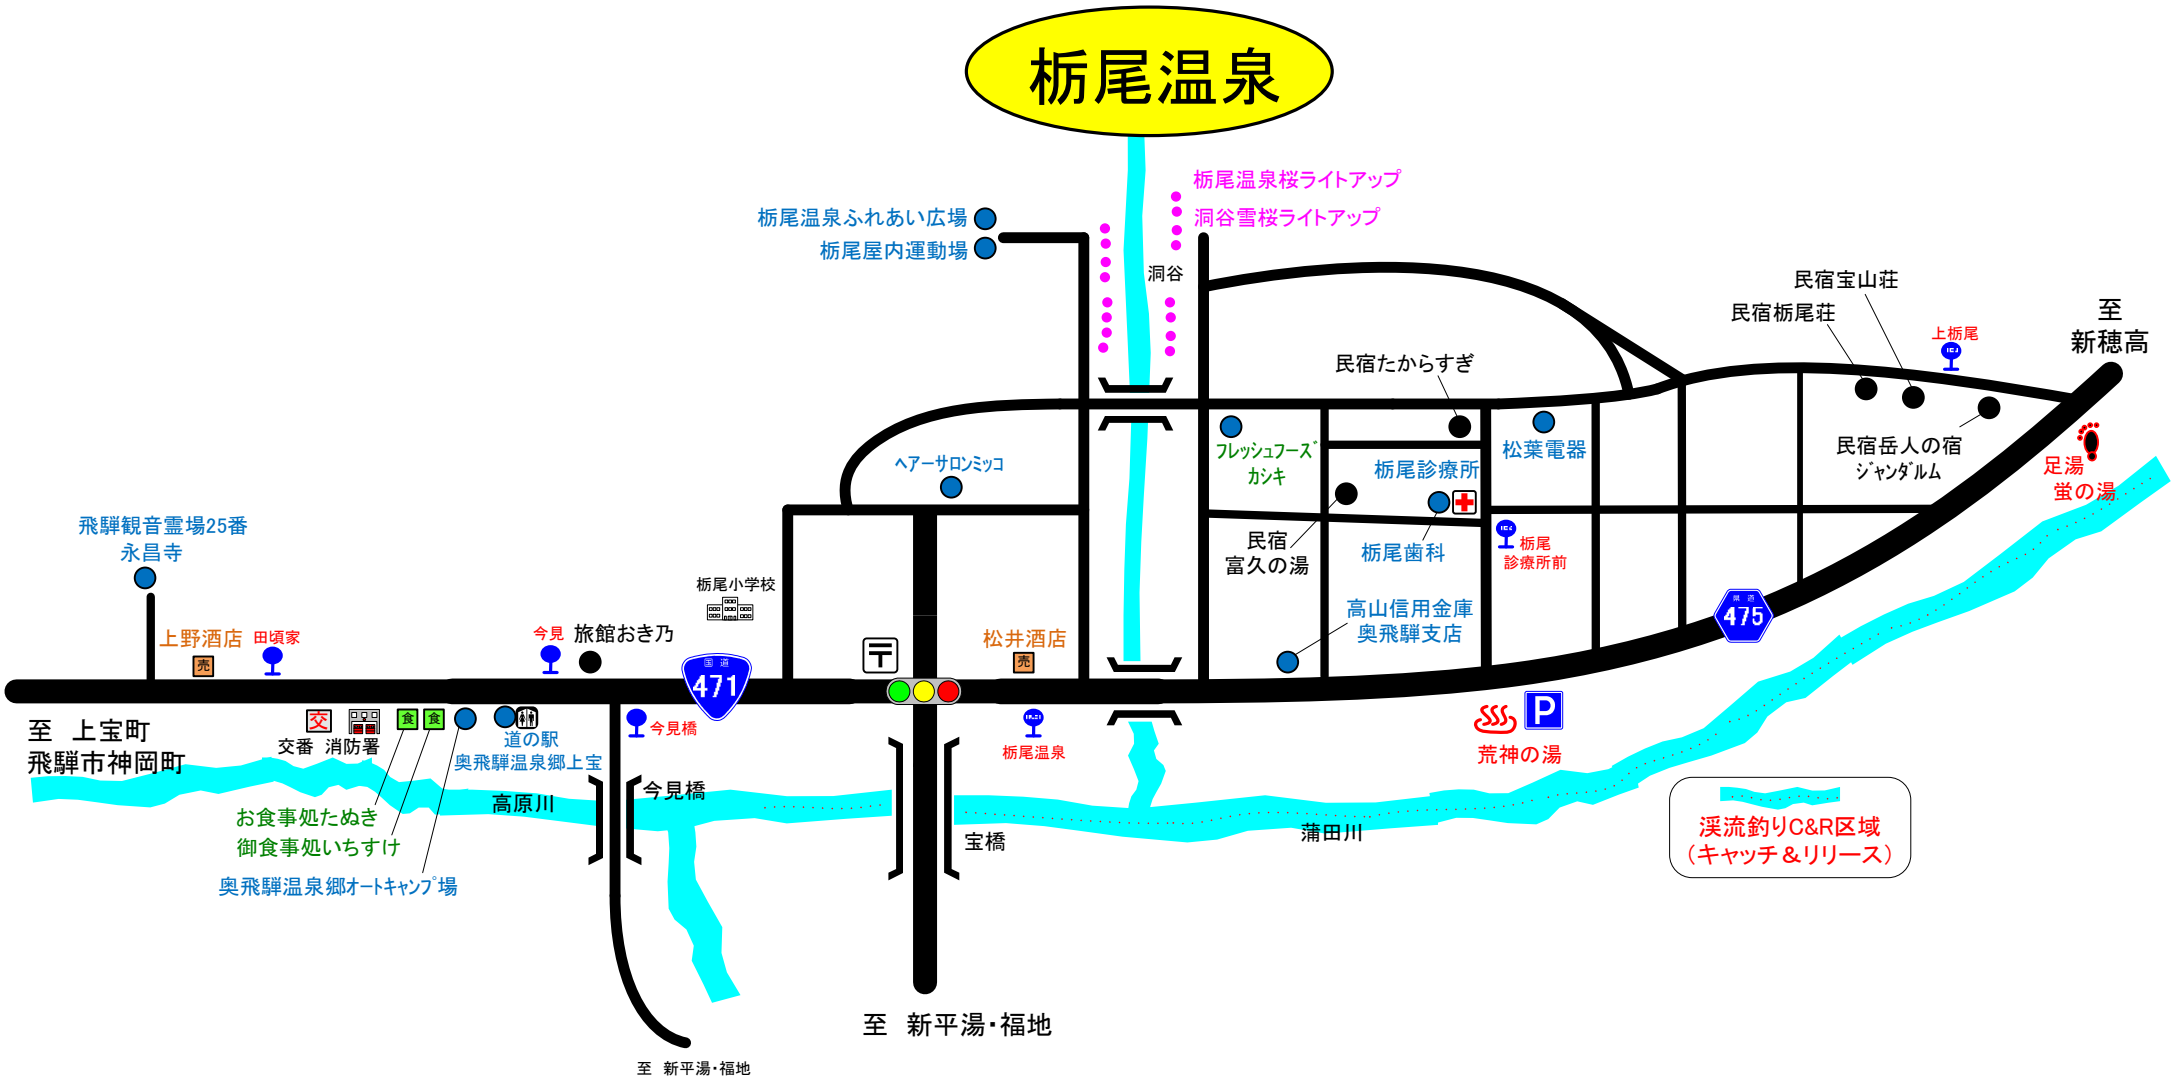 栃尾温泉
栃尾温泉桜ライトアップ
洞谷雪桜ライトアップ
栃尾温泉ふれあい広場
栃尾屋内運動場
洞谷
民宿宝山荘
民宿栃尾荘
上栃尾
至
新穂高
民宿たからすぎ
フレッシュフーズ
カシキ
栃尾診療所
松葉電器
民宿岳人の宿
ジャンダルム
足湯
蛍の湯
ヘアーサロンミッコ
飛騨観音霊場25番
永昌寺
民宿
富久の湯
栃尾歯科
栃尾
診療所前
栃尾小学校
高山信用金庫
奥飛騨支店
県道
475
上野酒店
売
田頃家
今見
旅館おき乃
国道
471
〒
松井酒店
売
至 上宝町
飛騨市神岡町
交
交番
消防署
食
食
道の駅
奥飛騨温泉郷上宝
今見橋
栃尾温泉
P
荒神の湯
お食事処たぬき
御食事処いちすけ
奥飛騨温泉郷オートキャンプ場
高原川
今見橋
宝橋
蒲田川
渓流釣りC&R区域
（キャッチ＆リリース）
至 新平湯・福地
至 新平湯・福地